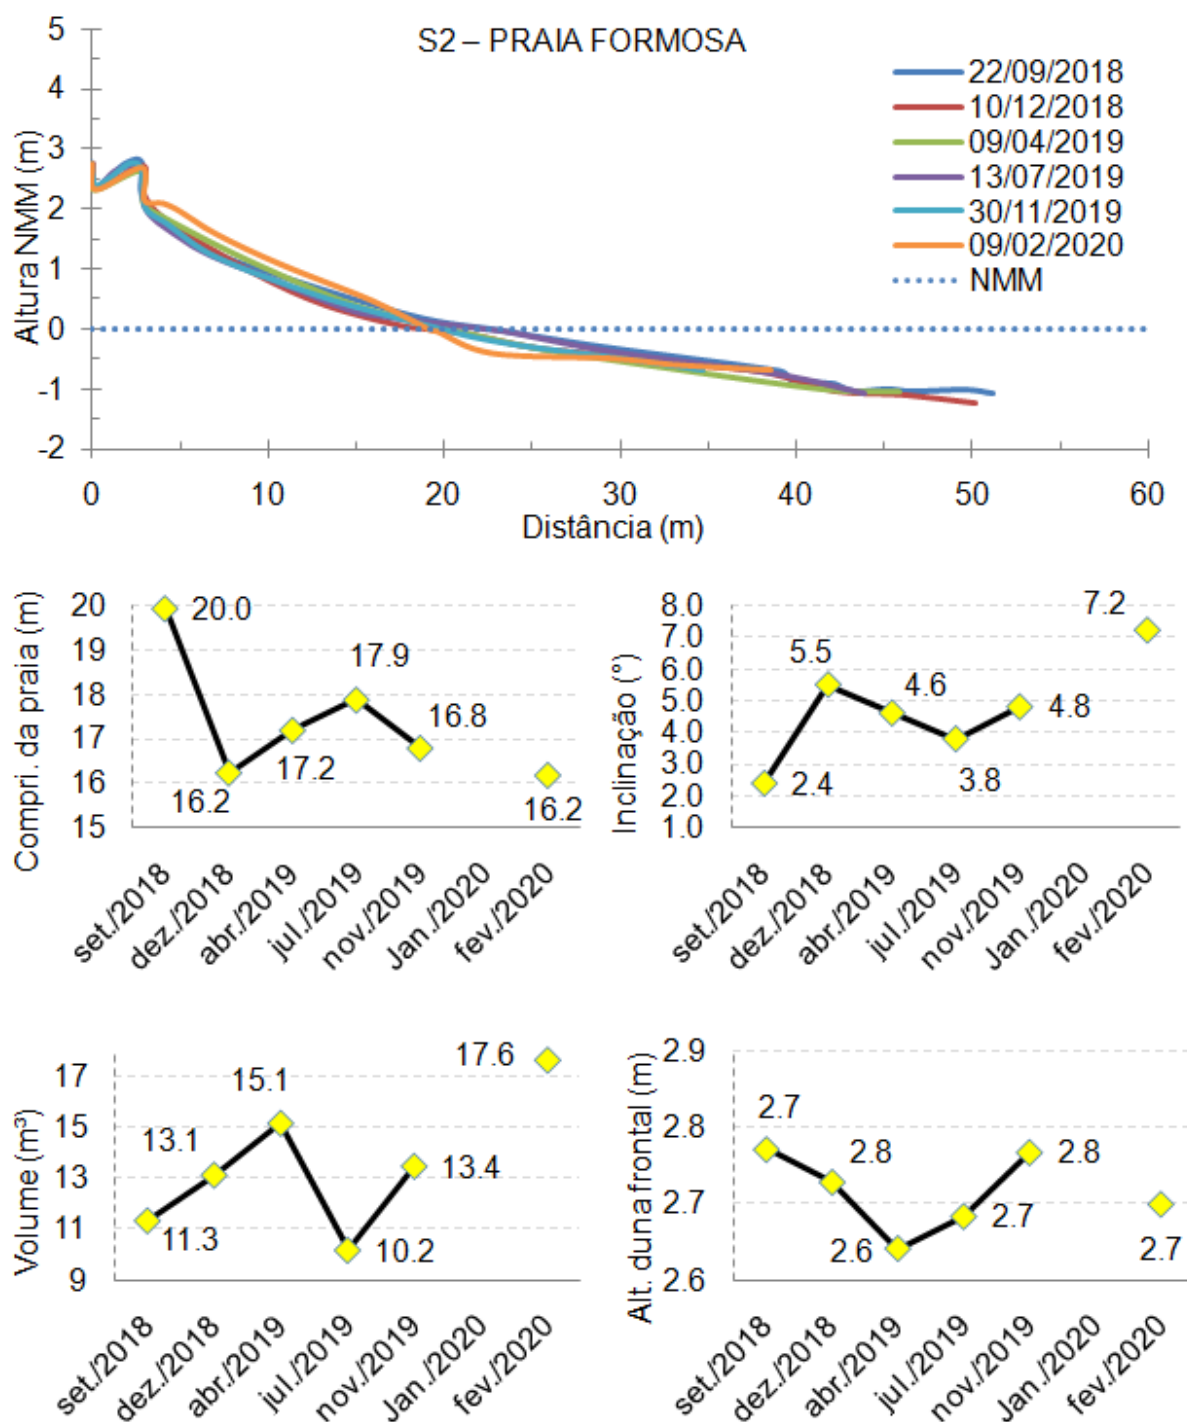 S2 – PRAIA FORMOSA
5
4
3
2
1
0
-1
-2
Altura NMM (m)
22/09/2018
10/12/2018
09/04/2019
13/07/2019
30/11/2019
09/02/2020
NMM
0 10 20 30 40 50 60
Distância (m)
Compri. da praia (m)
20
19
18
17
16
15
20.0
16.2
17.2
17.9
16.8
16.2
set./2018
dez./2018
abr./2019
jul./2019
nov./2019
Jan./2020
fev./2020
Inclinação (°)
8.0
7.0
6.0
5.0
4.0
3.0
2.0
1.0
2.4
5.5
4.6
3.8
4.8
7.2
set./2018
dez./2018
abr./2019
jul./2019
nov./2019
Jan./2020
fev./2020
Volume (m³)
17
15
13
11
9
11.3
13.1
15.1
10.2
13.4
17.6
set./2018
dez./2018
abr./2019
jul./2019
nov./2019
Jan./2020
fev./2020
Alt. duna frontal (m)
2.9
2.8
2.7
2.6
2.7
2.8
2.6
2.7
2.8
2.7
set./2018
dez./2018
abr./2019
jul./2019
nov./2019
Jan./2020
fev./2020